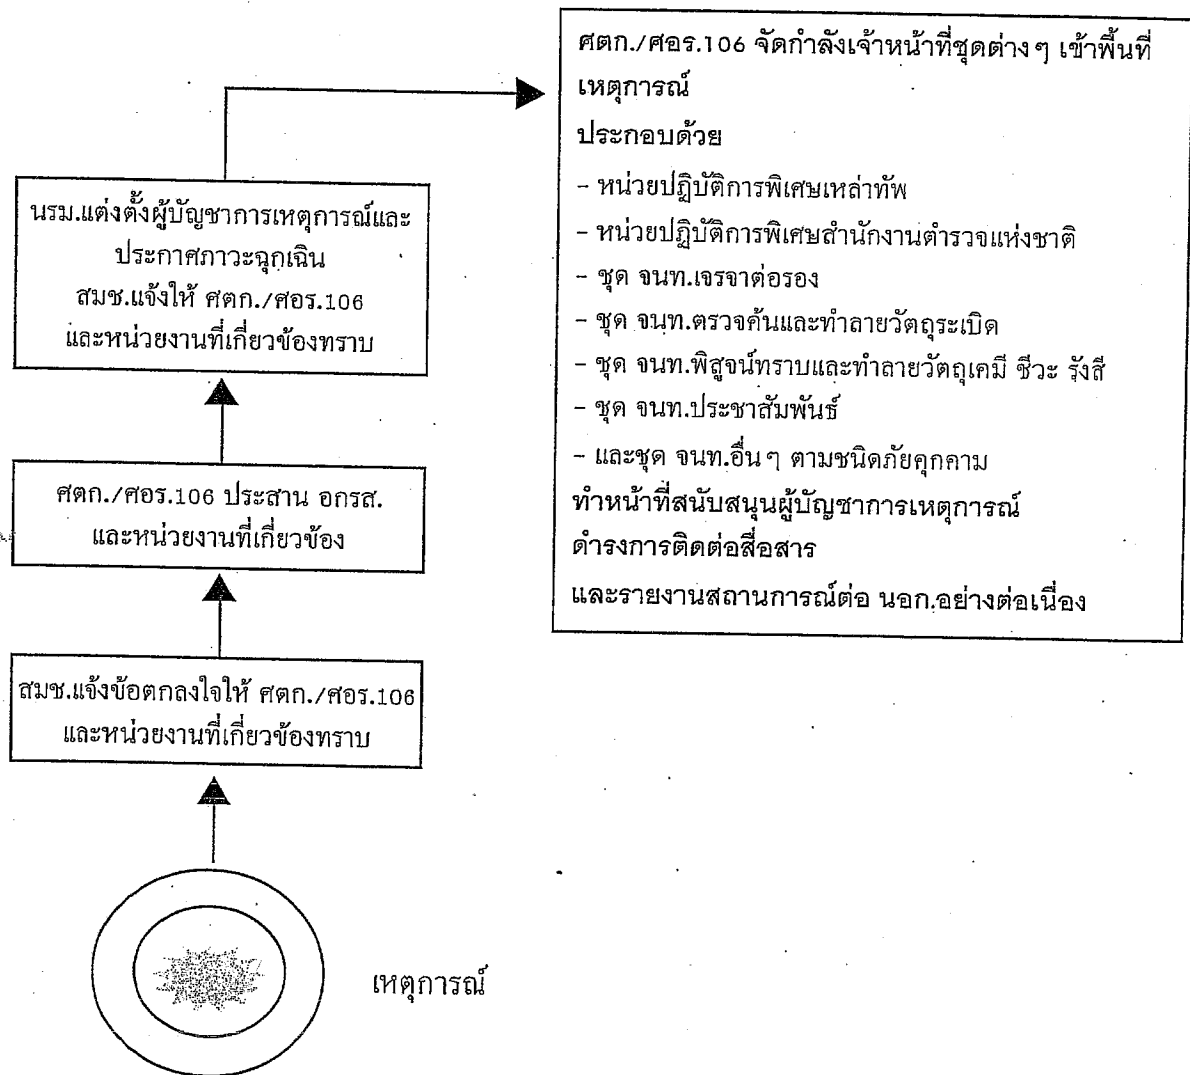 ศตก./ศอร.106 จัดกำลังเจ้าหน้าที่ชุดต่างๆ เข้าพื้นที่
เหตุการณ์
ประกอบด้วย
- หน่วยปฏิบัติการพิเศษเหล่าทัพ
- หน่วยปฏิบัติการพิเศษสำนักงานตำรวจแห่งชาติ
- ชุด จนท.เจรจาต่อรอง
- ชุด จนท.ตรวจค้นและทำลายวัตถุระเบิด
- ชุด จนท.พิสูจน์ทราบและทำลายวัตถุเคมี ชีวะ รังสี
- ชุด จนท.ประชาสัมพันธ์
- และชุด จนท.อื่นๆ ตามชนิดภัยคุกคาม
ทำหน้าที่สนับสนุนผู้บัญชาการเหตุการณ์
ดำรงการติดต่อสื่อสาร
และรายงานสถานการณ์ต่อ นอก.อย่างต่อเนื่อง
นรม.แต่งตั้งผู้บัญชาการเหตุการณ์และ
ประกาศภาวะฉุกเฉิน
สมช.แจ้งให้ ศตก./ศอร.106
และหน่วยงานที่เกี่ยวข้องทราบ
ศตก./ศอร.106 ประสาน อกรส.
และหน่วยงานที่เกี่ยวข้อง
สมช.แจ้งข้อตกลงใจให้ ศตก./ศอร.106
และหน่วยงานที่เกี่ยวข้องทราบ
เหตุการณ์